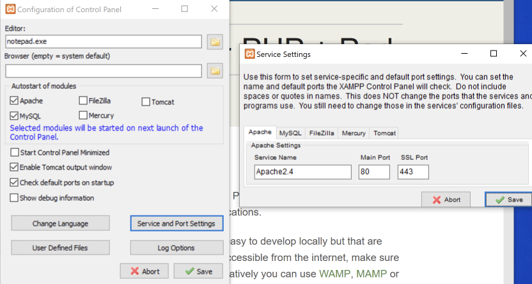 Configuration of Control Panel
Editor:
notepad.exe
Browser (empty = system default)
Autostart of modules
Apache
FileZilla
Tomcat
MySQL
Mercury
Selected modules will be started on next launch of the
Control Panel.
Start Control Panel Minimized
Enable Tomcat output window
Check default ports on startup
Show debug information
Change Language
Service and Port Settings
User Defined Files
Log Options
Abort
Save
Service Settings
Use this form to set service-specific and default port settings. You can set the
name and default ports the XAMPP Control Panel will check. Do not include
spaces or quotes in names. This does NOT change the ports that the services and
programs use. You still need to change those in the services' configuration files.
Apache
MySQL
FileZilla
Mercury
Tomcat
Apache Settings
Service Name
Main Port
SSL Port
Apache2.4
80
443
Abort
Save
P
cations.
easy to develop locally but that are
ccessible from the internet, make sure
atively you can use WAMP, MAMP or